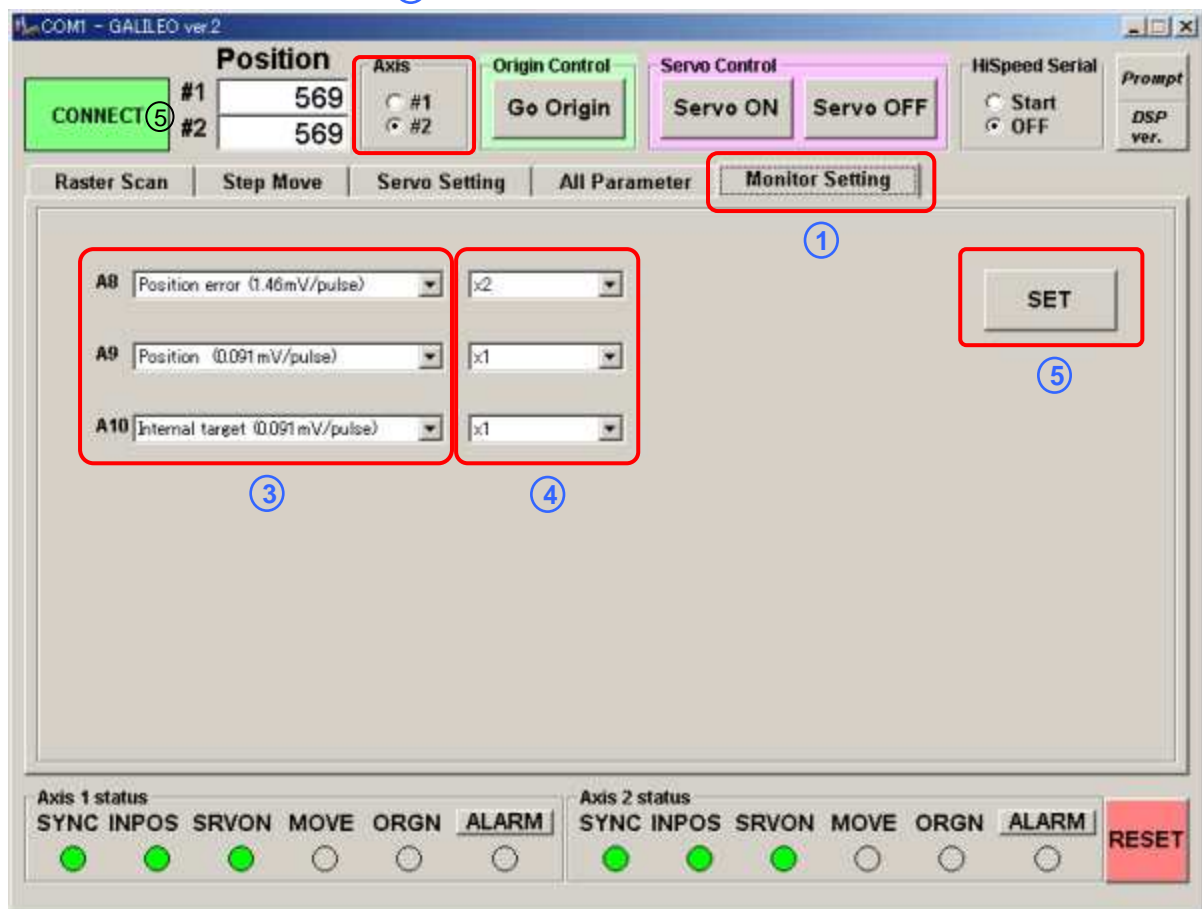 COM1 - GALILEO ver.2
Position
Axis
Origin Control
Servo Control
HiSpeed Serial
CONNECT
⑤
#1
569
#2
569
#1
#2
Go Origin
Servo ON
Servo OFF
Start
OFF
Prompt
DSP
ver.
Raster Scan
Step Move
Servo Setting
All Parameter
Monitor Setting
①
A8
Position error (1.46mV/pulse)
x2
SET
A9
Position (0.091mV/pulse)
x1
⑤
A10
Internal target (0.091mV/pulse)
x1
③
④
Axis 1 status
SYNC INPOS SRVON MOVE ORGN ALARM
Axis 2 status
SYNC INPOS SRVON MOVE ORGN ALARM
RESET